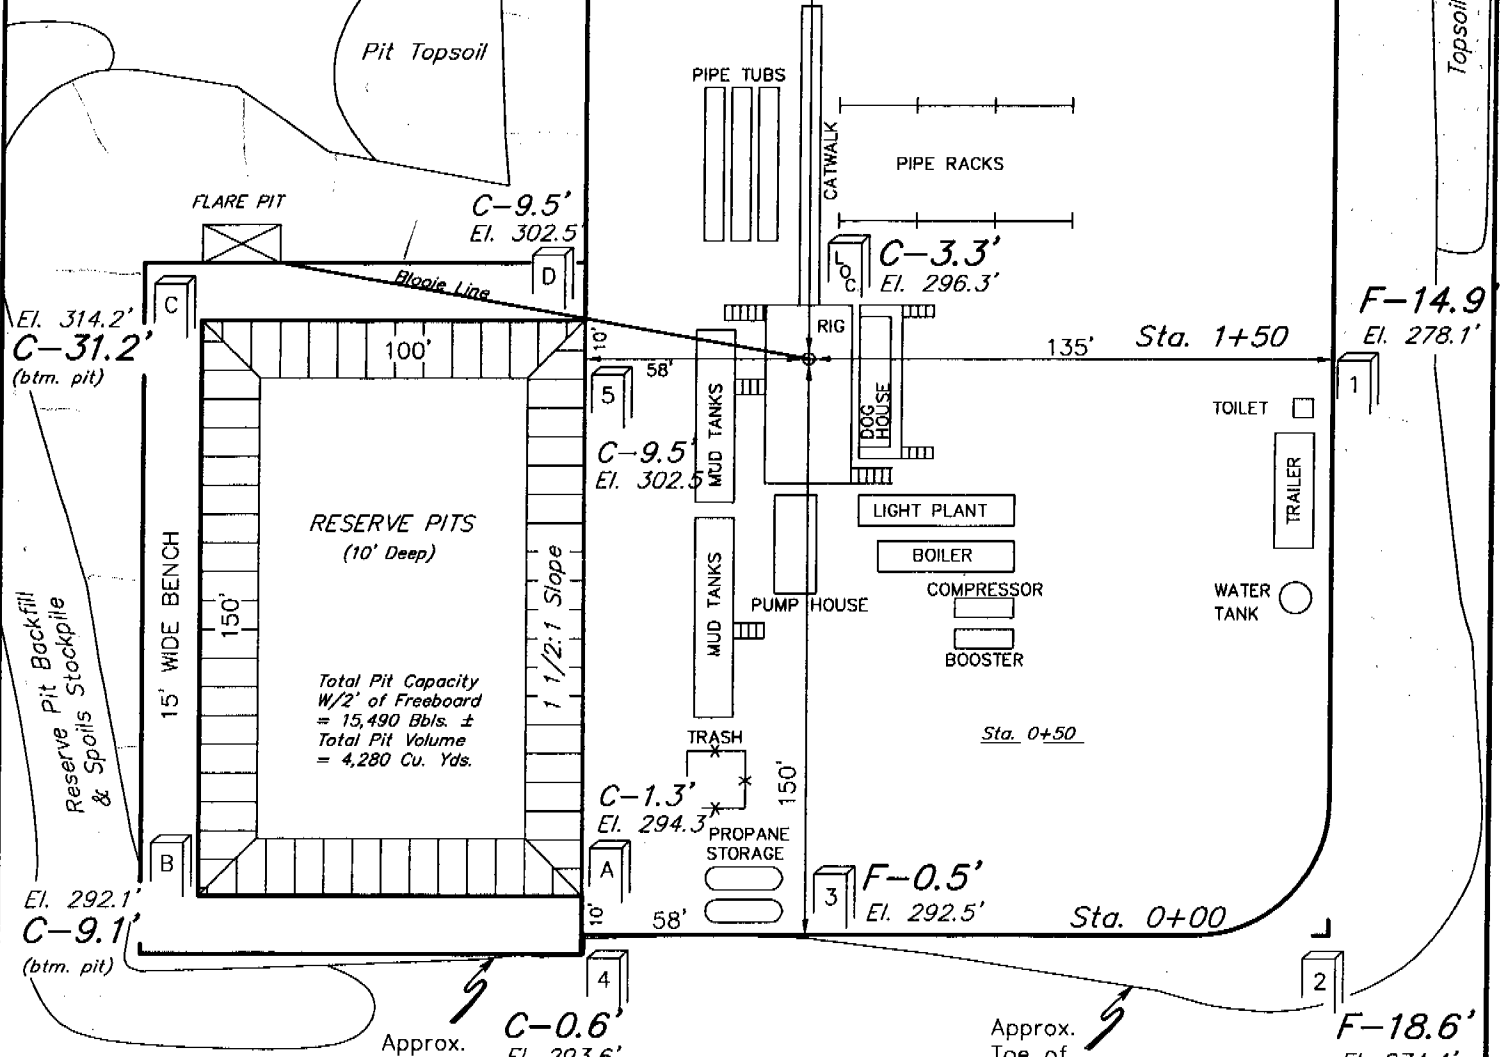 Pit Topsoil
Topsoil
PIPE TUBS
CATWALK
PIPE RACKS
FLARE PIT
C-9.5'
El. 302.5'
D
Blooie Line
C
L
O
C.
C-3.3'
El. 296.3'
El. 314.2'
C-31.2'
(btm. pit)
F-14.9'
El. 278.1'
RIG
Sta. 1+50
100'
10'
58'
135'
5
1
MUD TANKS
DOG
HOUSE
TOILET
C-9.5'
El. 302.5'
TRAILER
LIGHT PLANT
RESERVE PITS
(10' Deep)
BOILER
COMPRESSOR
PUMP HOUSE
MUD TANKS
WATER
TANK
BOOSTER
15' WIDE BENCH
150'
1 1/2:1 Slope
Reserve Pit Backfill
& Spoils Stockpile
Total Pit Capacity
W/2' of Freeboard
= 15,490 Bbls. ±
Total Pit Volume
= 4,280 Cu. Yds.
Sta. 0+50
TRASH
150'
C-1.3'
El. 294.3'
PROPANE
STORAGE
B
A
El. 292.1'
C-9.1'
(btm. pit)
3
F-0.5'
El. 292.5'
10'
58'
Sta. 0+00
4
2
C-0.6'
El. 293.6'
Approx.
Approx.
Toe of
F-18.6'